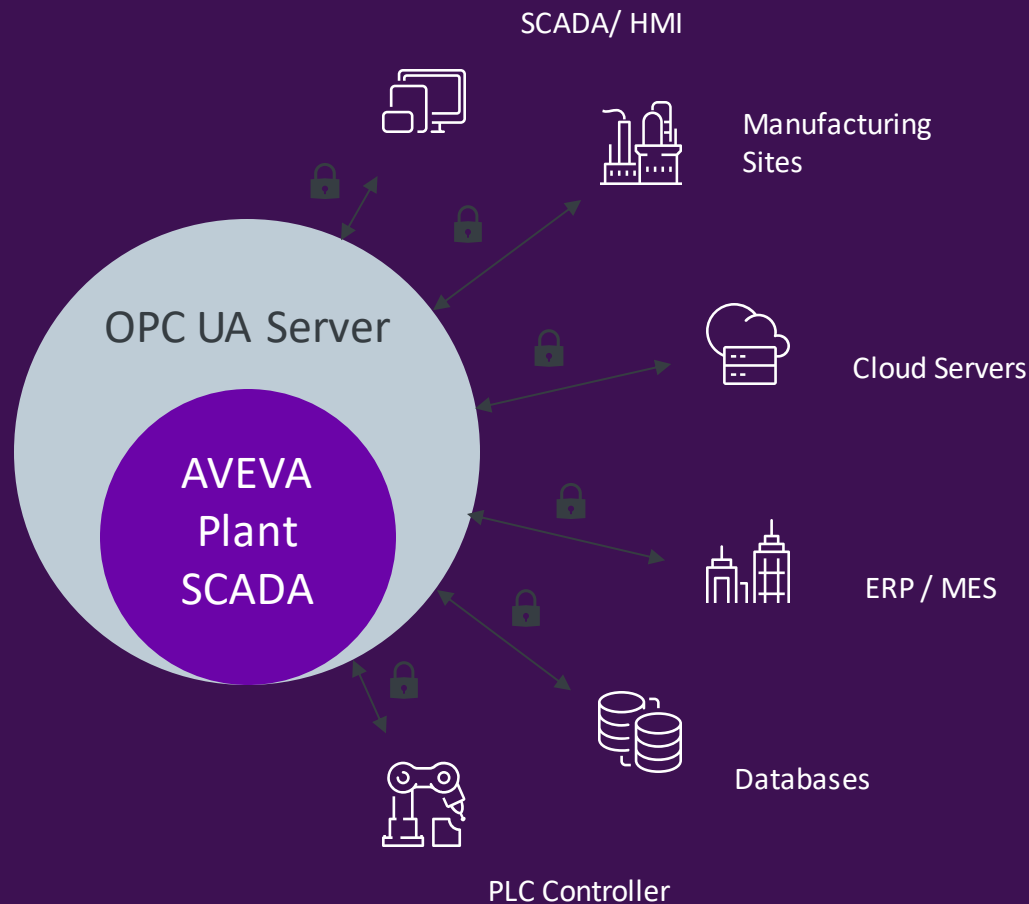 SCADA/ HMI
Manufacturing
Sites
OPC UA Server
Cloud Servers
AVEVA
Plant
SCADA
ERP / MES
Databases
PLC Controller